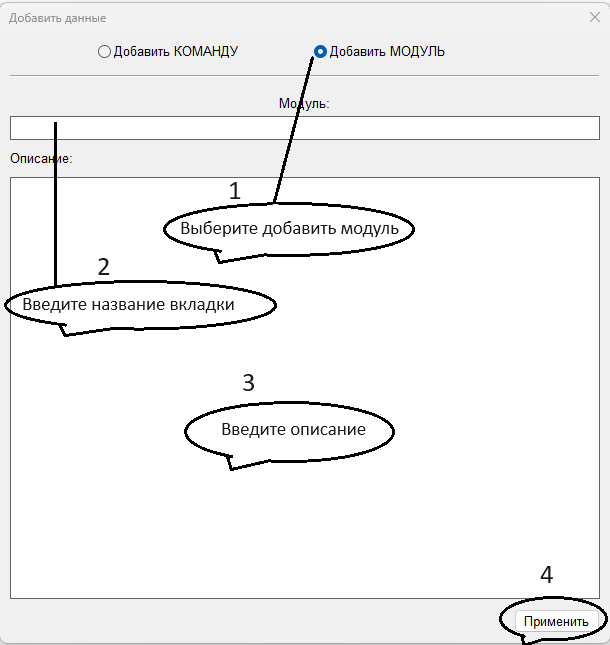 Добавить данные
Добавить КОМАНДУ
Добавить МОДУЛЬ
Модуль:
Описание:
1
Выберите добавить модуль
2
Введите название вкладки
3
Введите описание
4
Применить